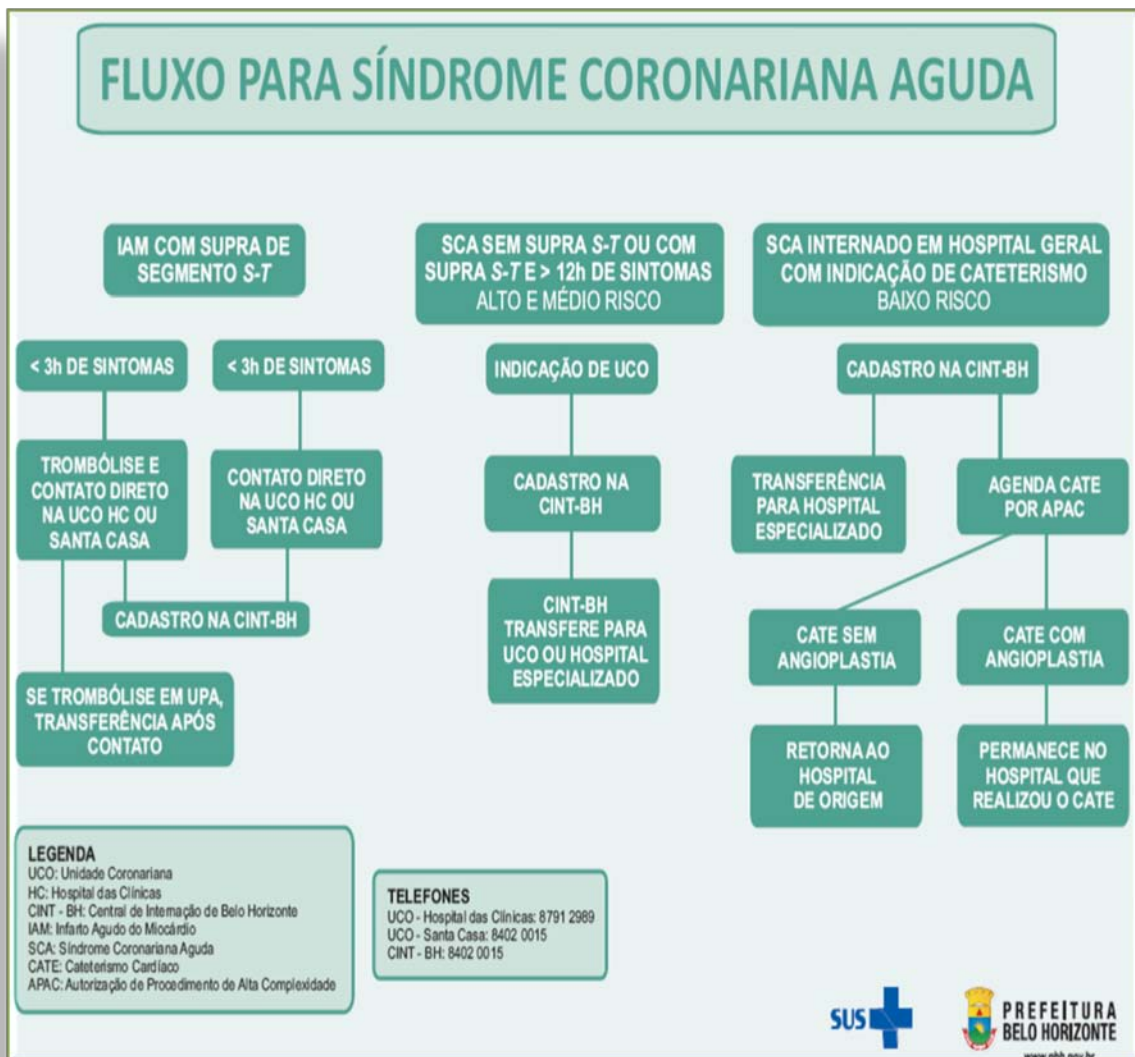 FLUXO PARA SÍNDROME CORONARIANA AGUDA
IAM COM SUPRA DE
SEGMENTO S-T
< 3h DE SINTOMAS
< 3h DE SINTOMAS
TROMBÓLISE E
CONTATO DIRETO
NA UCO HC OU
SANTA CASA
CONTATO DIRETO
NA UCO HC OU
SANTA CASA
CADASTRO NA CINT-BH
SE TROMBÓLISE EM UPA,
TRANSFERÊNCIA APÓS
CONTATO
SCA SEM SUPRA S-T OU COM
SUPRA S-T E > 12h DE SINTOMAS
ALTO E MÉDIO RISCO
INDICAÇÃO DE UCO
CADASTRO NA
CINT-BH
CINT-BH
TRANSFERE PARA
UCO OU HOSPITAL
ESPECIALIZADO
SCA INTERNADO EM HOSPITAL GERAL
COM INDICAÇÃO DE CATETERISMO
BAIXO RISCO
CADASTRO NA CINT-BH
TRANSFERÊNCIA
PARA HOSPITAL
ESPECIALIZADO
AGENDA CATE
POR APAC
CATE SEM
ANGIOPLASTIA
CATE COM
ANGIOPLASTIA
RETORNA AO
HOSPITAL
DE ORIGEM
PERMANECE NO
HOSPITAL QUE
REALIZOU O CATE
LEGENDA
UCO: Unidade Coronariana
HC: Hospital das Clínicas
CINT - BH: Central de Internação de Belo Horizonte
IAM: Infarto Agudo do Miocárdio
SCA: Síndrome Coronariana Aguda
CATE: Cateterismo Cardíaco
APAC: Autorização de Procedimento de Alta Complexidade
TELEFONES
UCO - Hospital das Clínicas: 8791 2989
UCO - Santa Casa: 8402 0015
CINT - BH: 8402 0015
SUS
PREFEITURA
BELO HORIZONTE
www.pbh.gov.br